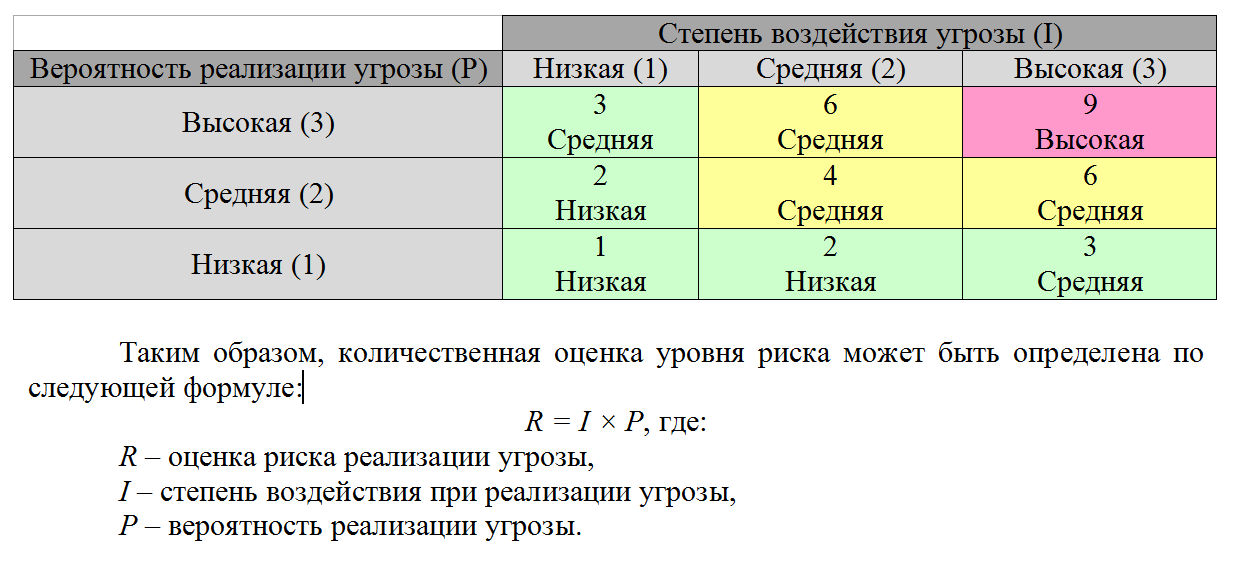 Степень воздействия угрозы (I)
Вероятность реализации угрозы (P) Низкая (1) Средняя (2) Высокая (3)
Высокая (3) 3 6 9
Средняя Средняя Высокая
Средняя (2) 2 4 6
Низкая Средняя Средняя
Низкая (1) 1 2 3
Низкая Низкая Средняя
Таким образом, количественная оценка уровня риска может быть определена по
следующей формуле:
R = I × P, где:
R – оценка риска реализации угрозы,
I – степень воздействия при реализации угрозы,
P – вероятность реализации угрозы.